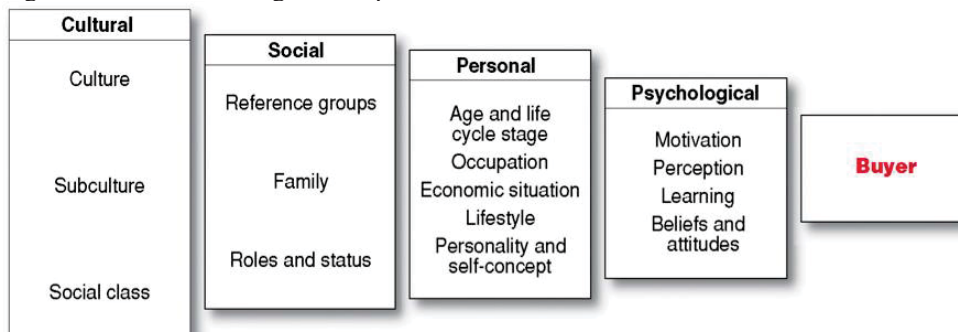 Cultural
Culture
Subculture
Social class
Social
Reference groups
Family
Roles and status
Personal
Age and life
cycle stage
Occupation
Economic situation
Lifestyle
Personality and
self-concept
Psychological
Motivation
Perception
Learning
Beliefs and
attitudes
Buyer